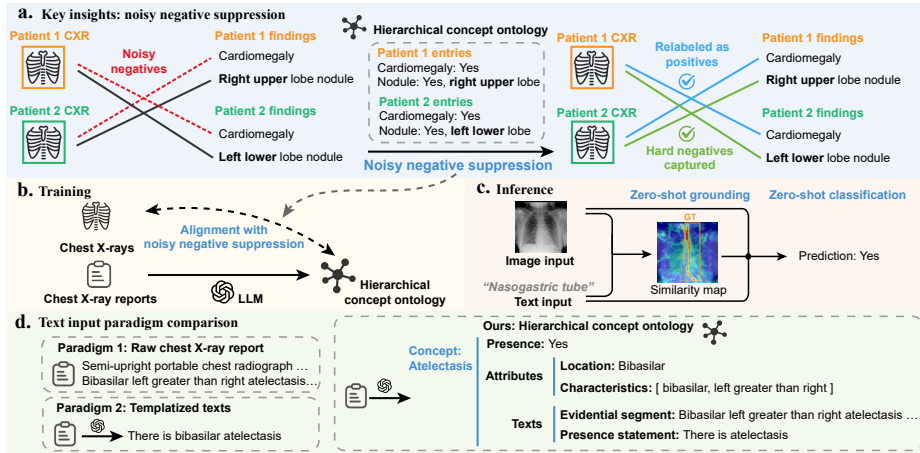 a. Key insights: noisy negative suppression
Hierarchical concept ontology
Patient 1 CXR
Noisy negatives
Patient 1 findings
Cardiomegaly
Right upper lobe nodule
Patient 2 CXR
Patient 2 findings
Cardiomegaly
Left lower lobe nodule
Patient 1 entries
Cardiomegaly: Yes
Nodule: Yes, right upper lobe
Patient 2 entries
Cardiomegaly: Yes
Nodule: Yes, left lower lobe
Noisy negative suppression
Patient 1 CXR
Relabeled as
positives
Patient 1 findings
Cardiomegaly
Right upper lobe nodule
Patient 2 CXR
Hard negatives
captured
Patient 2 findings
Cardiomegaly
Left lower lobe nodule
b. Training
Chest X-rays
Alignment with
noisy negative suppression
Chest X-ray reports
LLM
Hierarchical
concept ontology
c. Inference
Zero-shot grounding
Zero-shot classification
Image input
GT
"Nasogastric tube"
Text input
Similarity map
Prediction: Yes
d. Text input paradigm comparison
Paradigm 1: Raw chest X-ray report
Semi-upright portable chest radiograph ...
Bibasilar left greater than right atelectasis...
Paradigm 2: Templatized texts
There is bibasilar atelectasis
Ours: Hierarchical concept ontology
Concept:
Atelectasis
Presence: Yes
Attributes
Location: Bibasilar
Characteristics: [ bibasilar, left greater than right ]
Texts
Evidential segment: Bibasilar left greater than right atelectasis ...
Presence statement: There is atelectasis